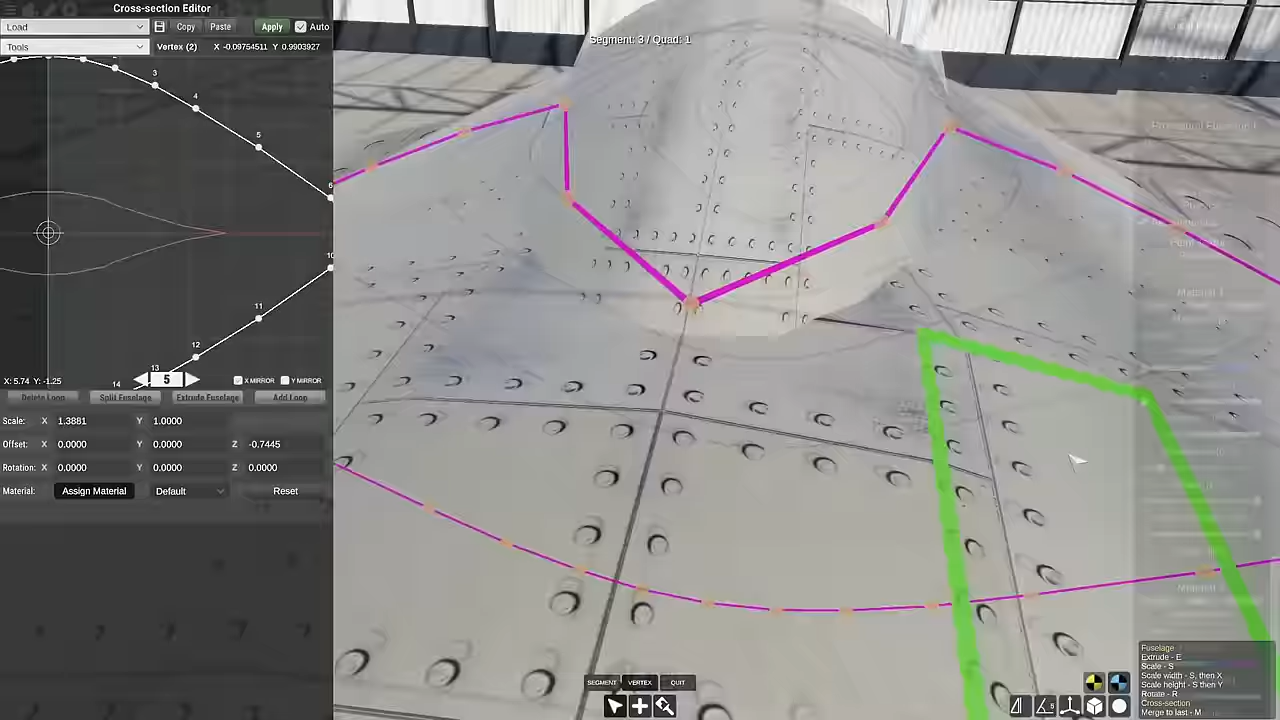 Cross-section Editor
Load Copy Paste Apply Auto
Tools Vertex (2) X -0.09754511 Y 0.9903927
3
4
5
6
10
11
12
13
14
X: 5.74 Y: -1.25 5 X MIRROR Y MIRROR
Delete Loop Split Fuselage Extrude Fuselage Add Loop
Scale: X 1.3881 Y 1.0000
Offset: X 0.0000 Y 0.0000 Z -0.7445
Rotation: X 0.0000 Y 0.0000 Z 0.0000
Material: Assign Material Default Reset
Segment: 3 / Quad: 1
SEGMENT VERTEX QUIT
Fuselage
Extrude - E
Scale - S
Scale width - S, then X
Scale height - S then Y
Rotate - R
Cross-section
Merge to last - M